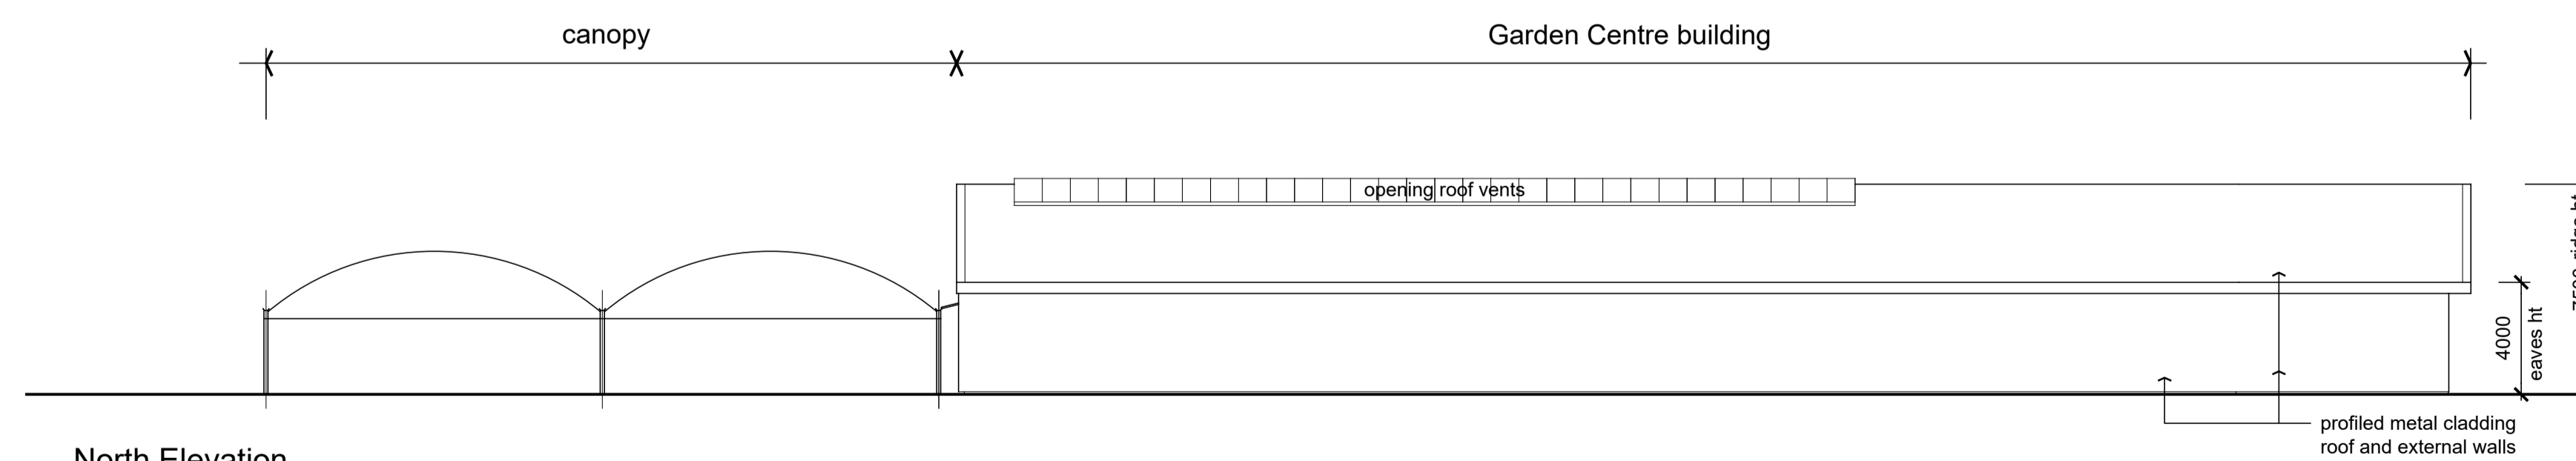 canopy
Garden Centre building
opening roof vents
4000
eaves ht
profiled metal cladding
roof and external walls
North Elevation